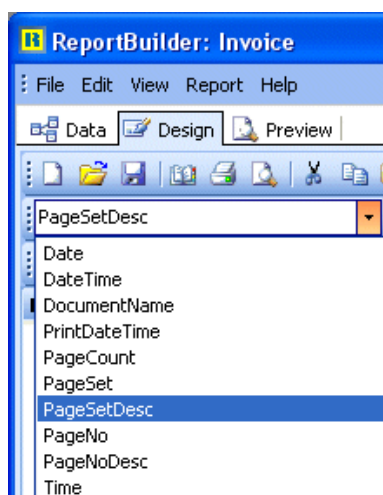 ReportBuilder: Invoice
File Edit View Report Help
Data Design Preview
PageSetDesc
Date
DateTime
DocumentName
PrintDateTime
PageCount
PageSet
PageSetDesc
PageNo
PageNoDesc
Time